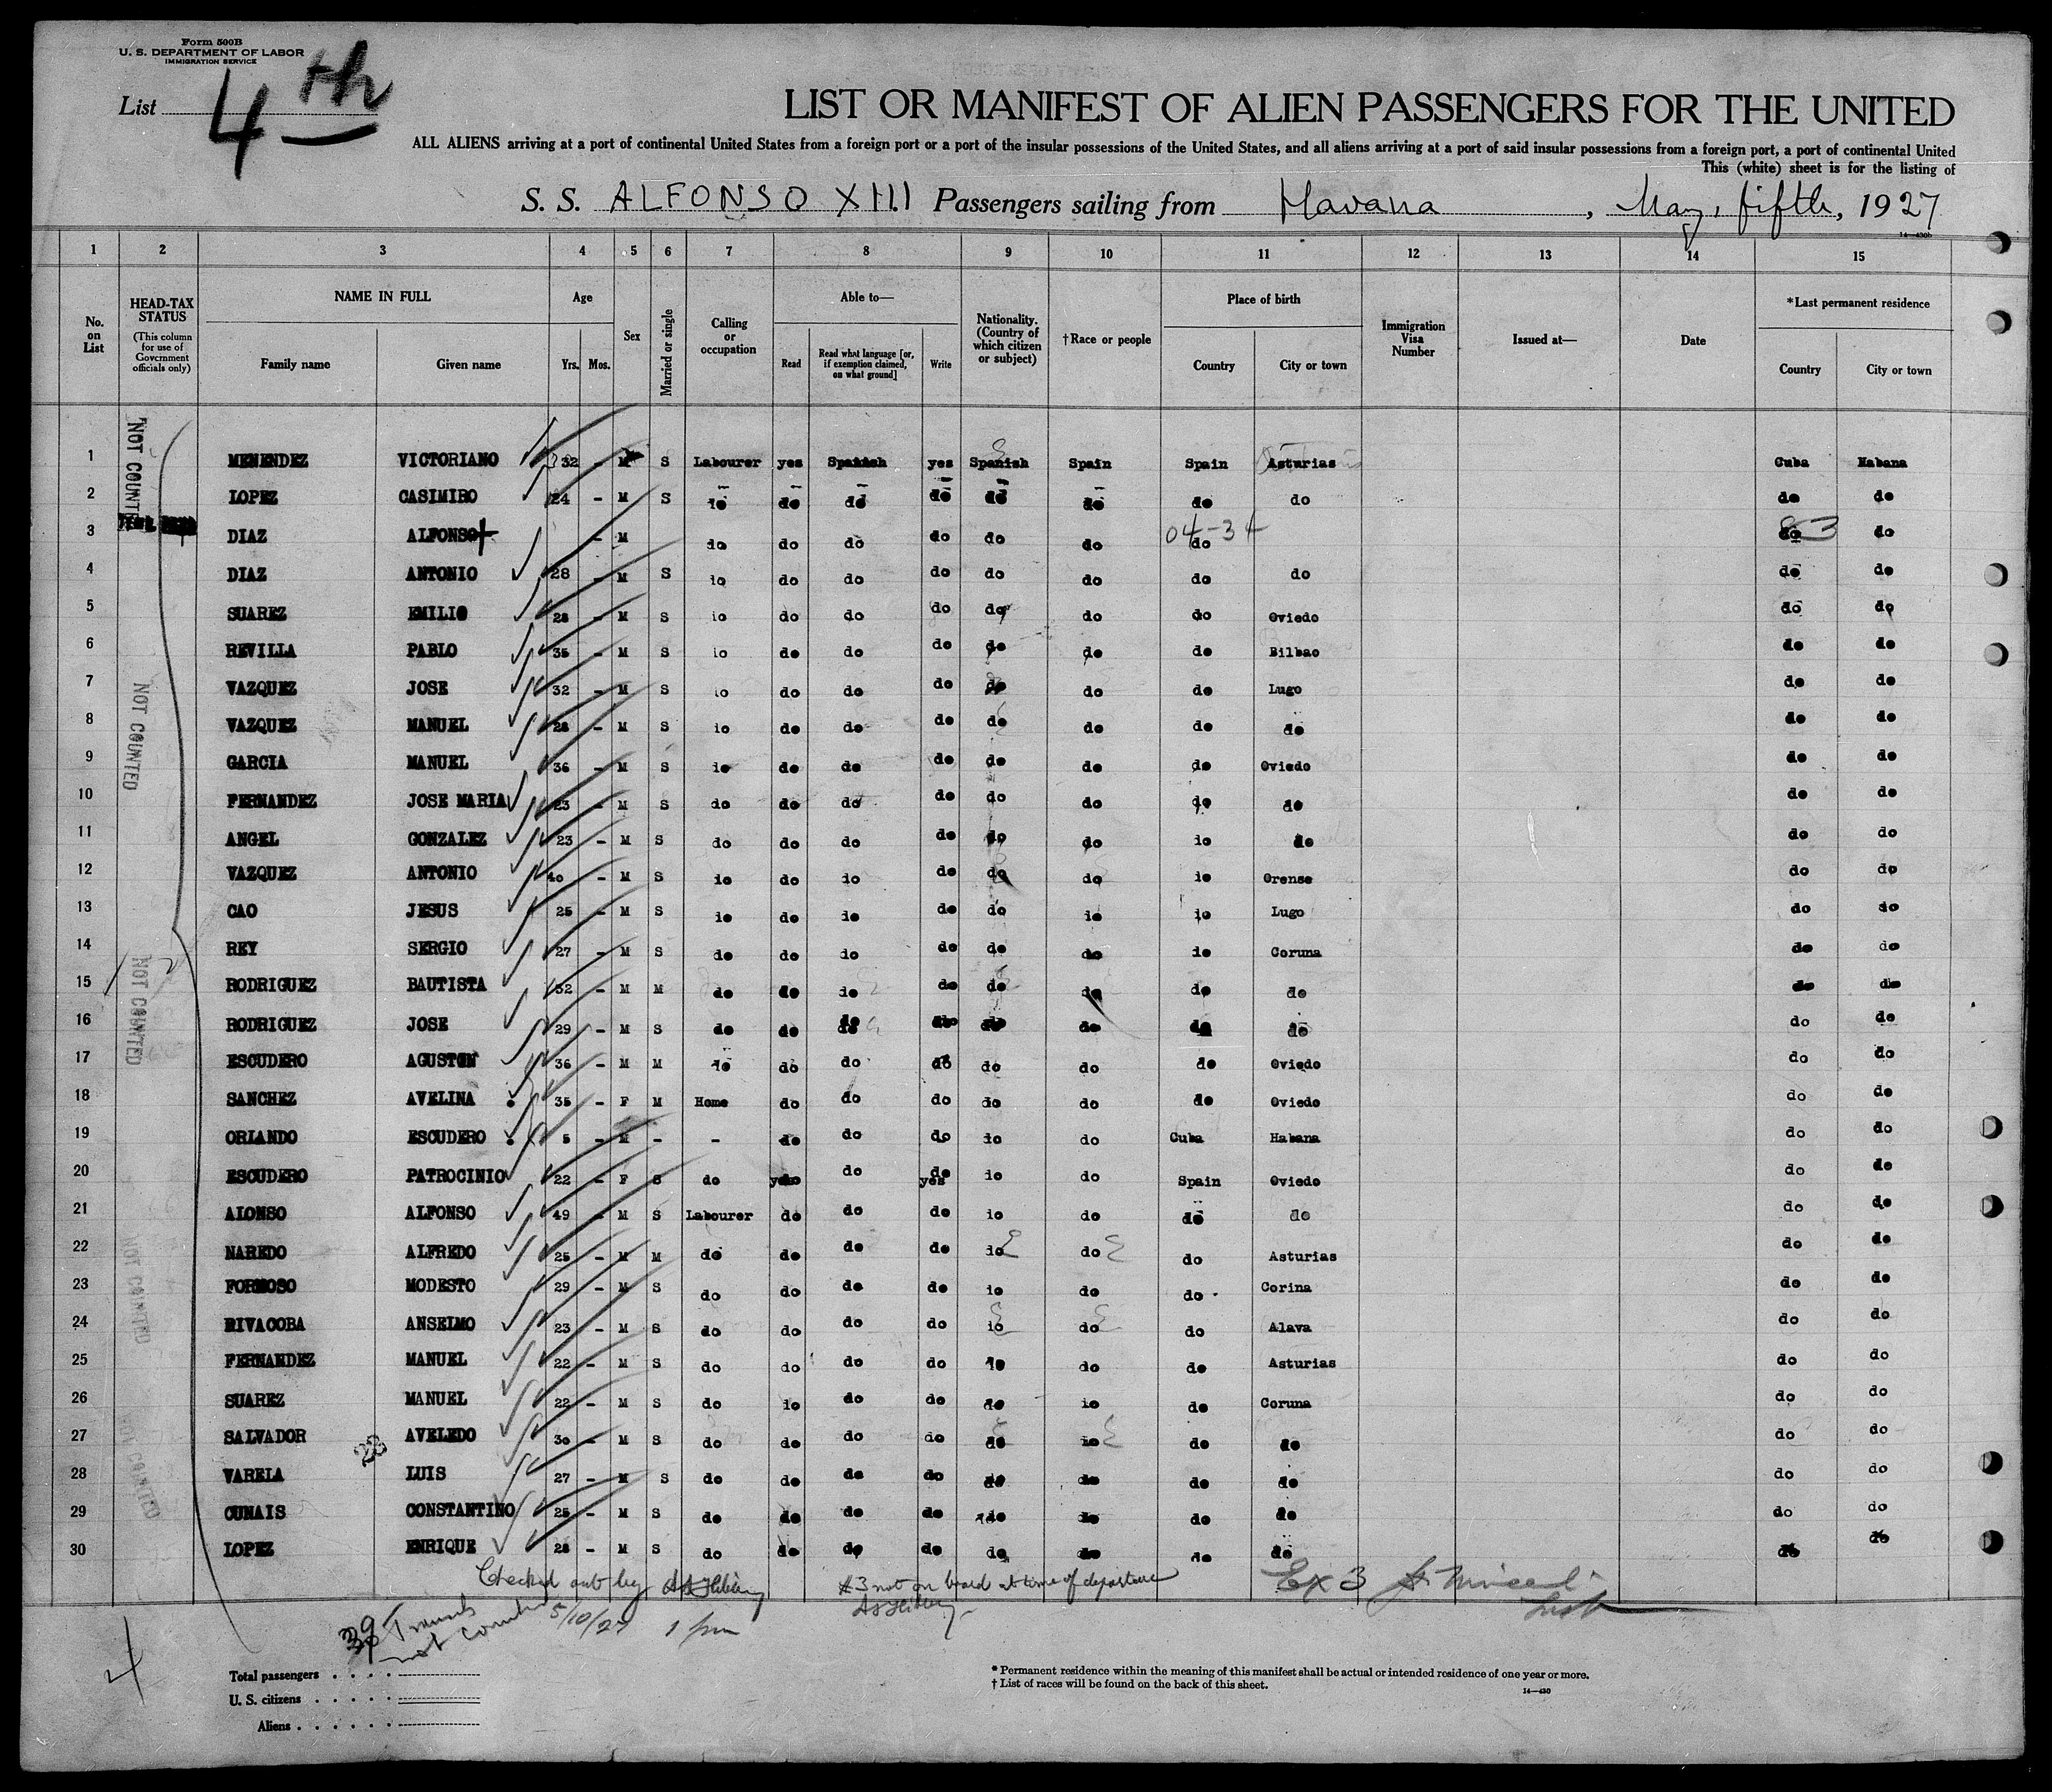 Form 500B
U. S. DEPARTMENT OF LABOR
IMMIGRATION SERVICE
List 4th
LIST OR MANIFEST OF ALIEN PASSENGERS FOR THE UNITED
ALL ALIENS arriving at a port of continental United States from a foreign port or a port of the insular possessions of the United States, and all aliens arriving at a port of said insular possessions from a foreign port, a port of continental United
This (white) sheet is for the listing of
S. S. ALFONSO XIII Passengers sailing from Havana, May, fifth, 1927
14—430b
1 2 3 4 5 6 7 8 9 10 11 12 13 14 15
No. on List
HEAD-TAX STATUS (This column for use of Government officials only)
NAME IN FULL Family name Given name
Age Yrs. Mos.
Sex
Married or single
Calling or occupation
Able to— Read Read what language [or, if exemption claimed, on what ground] Write
Nationality. (Country of which citizen or subject)
†Race or people
Place of birth Country City or town
Immigration Visa Number
Issued at—
Date
*Last permanent residence Country City or town
NOT COUNTED
1 MENENDEZ VICTORIANO 32 - M S Labourer yes Spanish yes Spanish Spain Spain Asturias Cuba Habana
2 LOPEZ CASIMIRO 24 - M S do do do do do do do do do do
04-34 83
3 DIAZ ALFONSO - M do do do do do do do do do
4 DIAZ ANTONIO 28 - M S do do do do do do do do do do
5 SUAREZ EMILIO 28 - M S do do do do do do do Oviedo do do
6 REVILLA PABLO 35 - M S do do do do do do do Bilbao do do
7 VAZQUEZ JOSE 32 - M S do do do do do do do Lugo do do
NOT COUNTED
8 VAZQUEZ MANUEL 28 - M S do do do do do do do do do do
9 GARCIA MANUEL 36 - M S do do do do do do do Oviedo do do
10 FERNANDEZ JOSE MARIA 23 - M S do do do do do do do do do do
11 ANGEL GONZALEZ 23 - M S do do do do do do do do do do
12 VAZQUEZ ANTONIO 40 - M S do do do do do do do Orense do do
13 CAO JESUS 25 - M S do do do do do do do Lugo do do
14 REY SERGIO 27 - M S do do do do do do do Coruna do do
NOT COUNTED
15 RODRIGUEZ BAUTISTA 32 - M M do do do do do do do do do do
16 RODRIGUEZ JOSE 29 - M S do do do do do do do do do do
17 ESCUDERO AGUSTIN 36 - M M do do do do do do do Oviedo do do
18 SANCHEZ AVELINA 35 - F M Home do do do do do do Oviedo do do
19 ORLANDO ESCUDERO 5 - M - - do do do do do Cuba Habana do do
20 ESCUDERO PATROCINIO 22 - F S do yes do yes do do Spain Oviedo do do
21 ALONSO ALFONSO 49 - M S Labourer do do do do do do do do do
22 NAREDO ALFREDO 25 - M M do do do do do do do Asturias do do
NOT COUNTED
23 FORMOSO MODESTO 29 - M S do do do do do do do Corina do do
24 RIVACOBA ANSELMO 23 - M S do do do do do do do Alava do do
25 FERNANDEZ MANUEL 22 - M S do do do do do do do Asturias do do
26 SUAREZ MANUEL 22 - M S do do do do do do do Coruna do do
27 SALVADOR AVELEDO 30 - M S do do do do do do do do do do
NOT COUNTED
28 VARELA LUIS 27 - M S do do do do do do do do do do
29 CUNAIS CONSTANTINO 25 - M S do do do do do do do do do do
30 LOPEZ ENRIQUE 28 - M S do do do do do do do do do do
Checked out by
#3 not on board at time of departure
Ex 3
5/10/27 1 pm
39 Transits
not counted
4
Total passengers
U. S. citizens
Aliens
* Permanent residence within the meaning of this manifest shall be actual or intended residence of one year or more.
† List of races will be found on the back of this sheet.
14—430